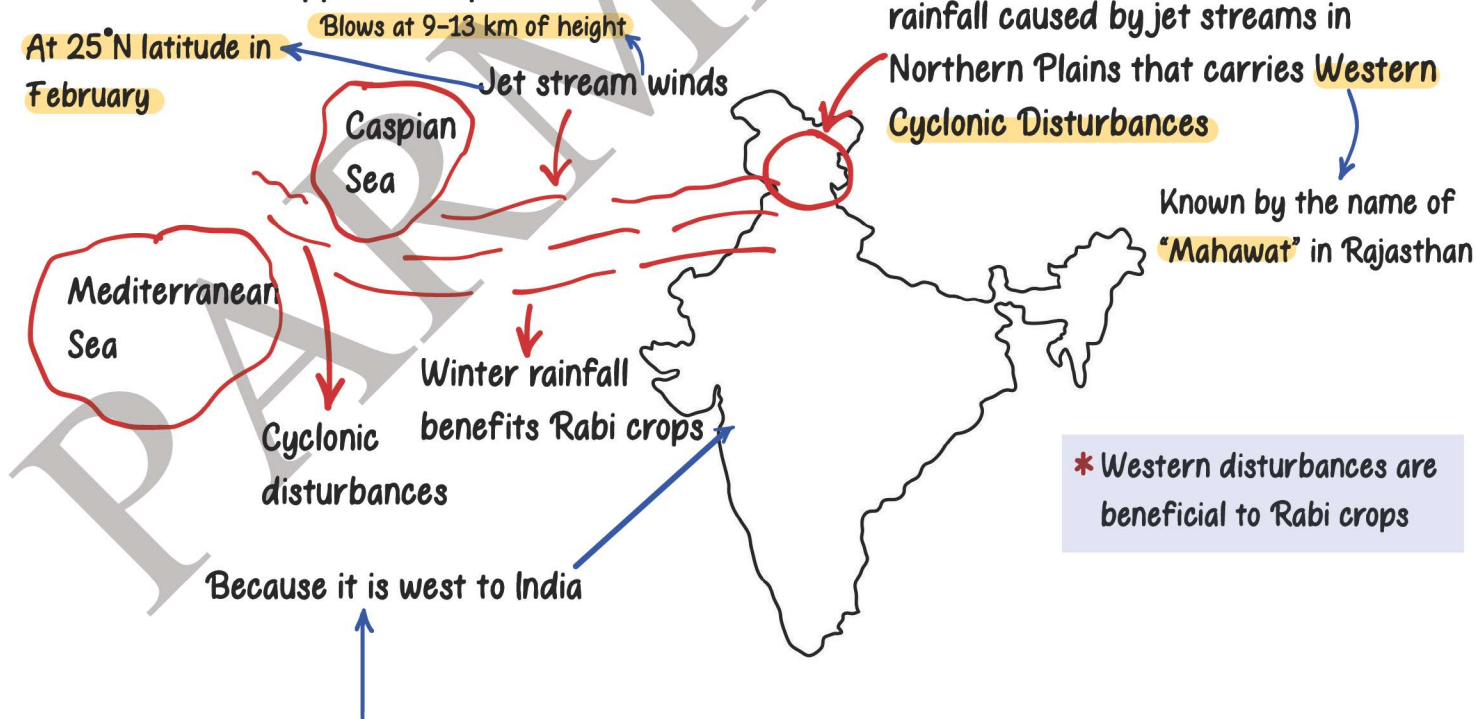 Blows at 9-13 km of height
At 25°N latitude in
February
Jet stream winds
rainfall caused by jet streams in
Northern Plains that carries Western
Cyclonic Disturbances
Caspian
Sea
Known by the name of
"Mahawat" in Rajasthan
Mediterranean
Sea
Winter rainfall
benefits Rabi crops
Cyclonic
disturbances
* Western disturbances are
beneficial to Rabi crops
Because it is west to India
PARM